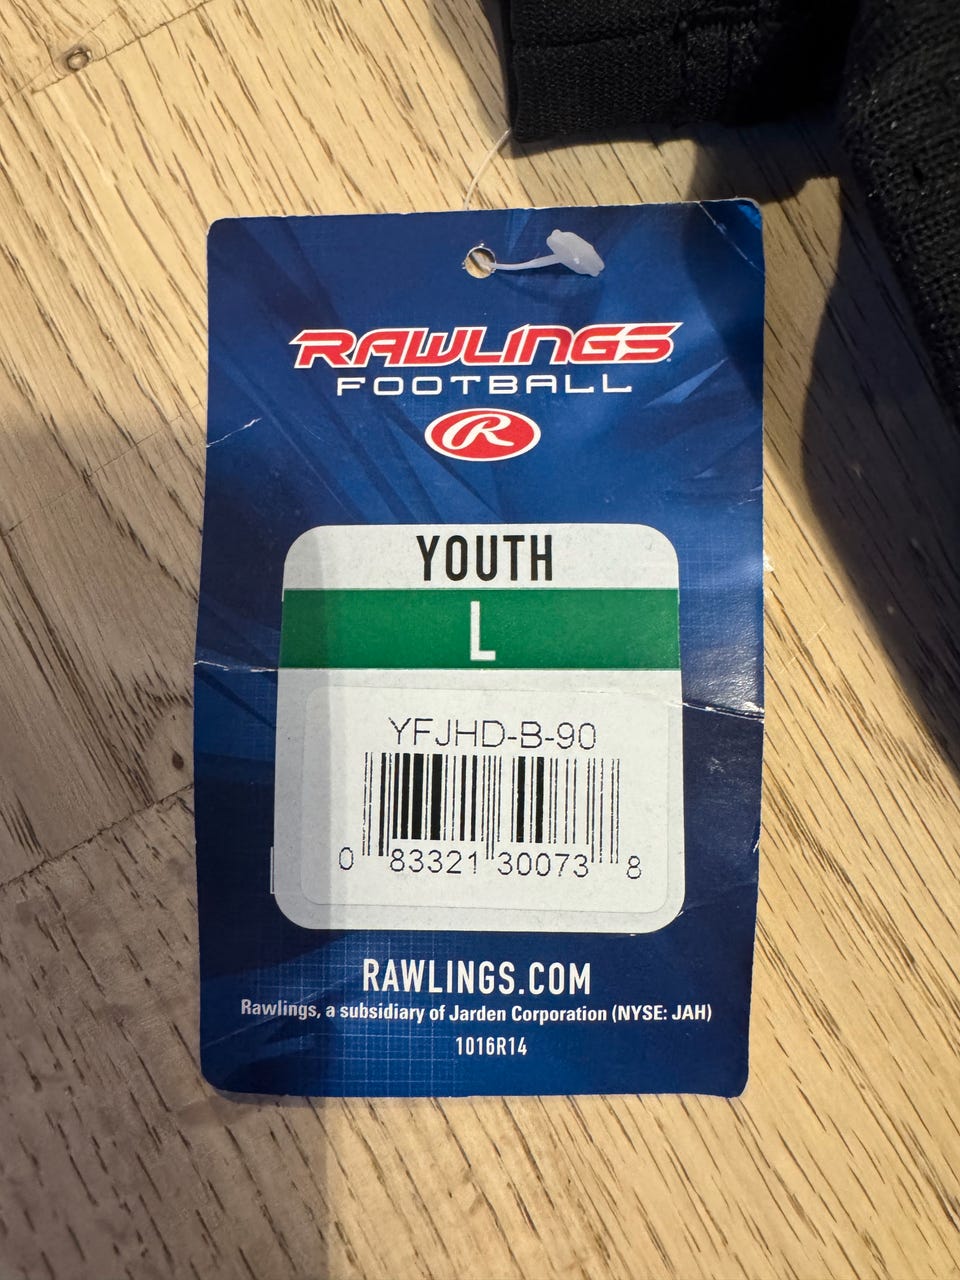 RAWLINGS
FOOTBALL
R
YOUTH
L
YFJHD-B-90
0 83321 30073 8
RAWLINGS.COM
Rawlings, a subsidiary of Jarden Corporation (NYSE: JAH)
1016R14